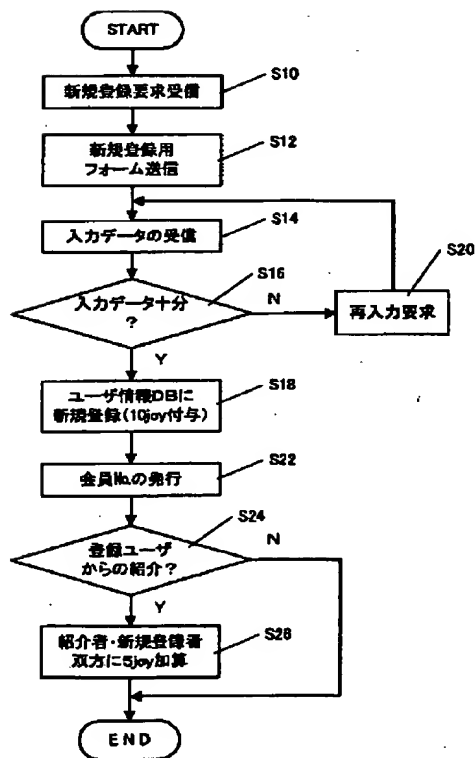 START
S10
新規登録要求受信
S12
新規登録用
フォーム送信
S14
入力データの受信
S20
再入力要求
S16
入力データ十分
?
N
Y
S18
ユーザ情報DBに
新規登録(10joy付与)
S22
会員No.の発行
S24
登録ユーザ
からの紹介?
N
Y
S26
紹介者・新規登録者
双方に5joy加算
END